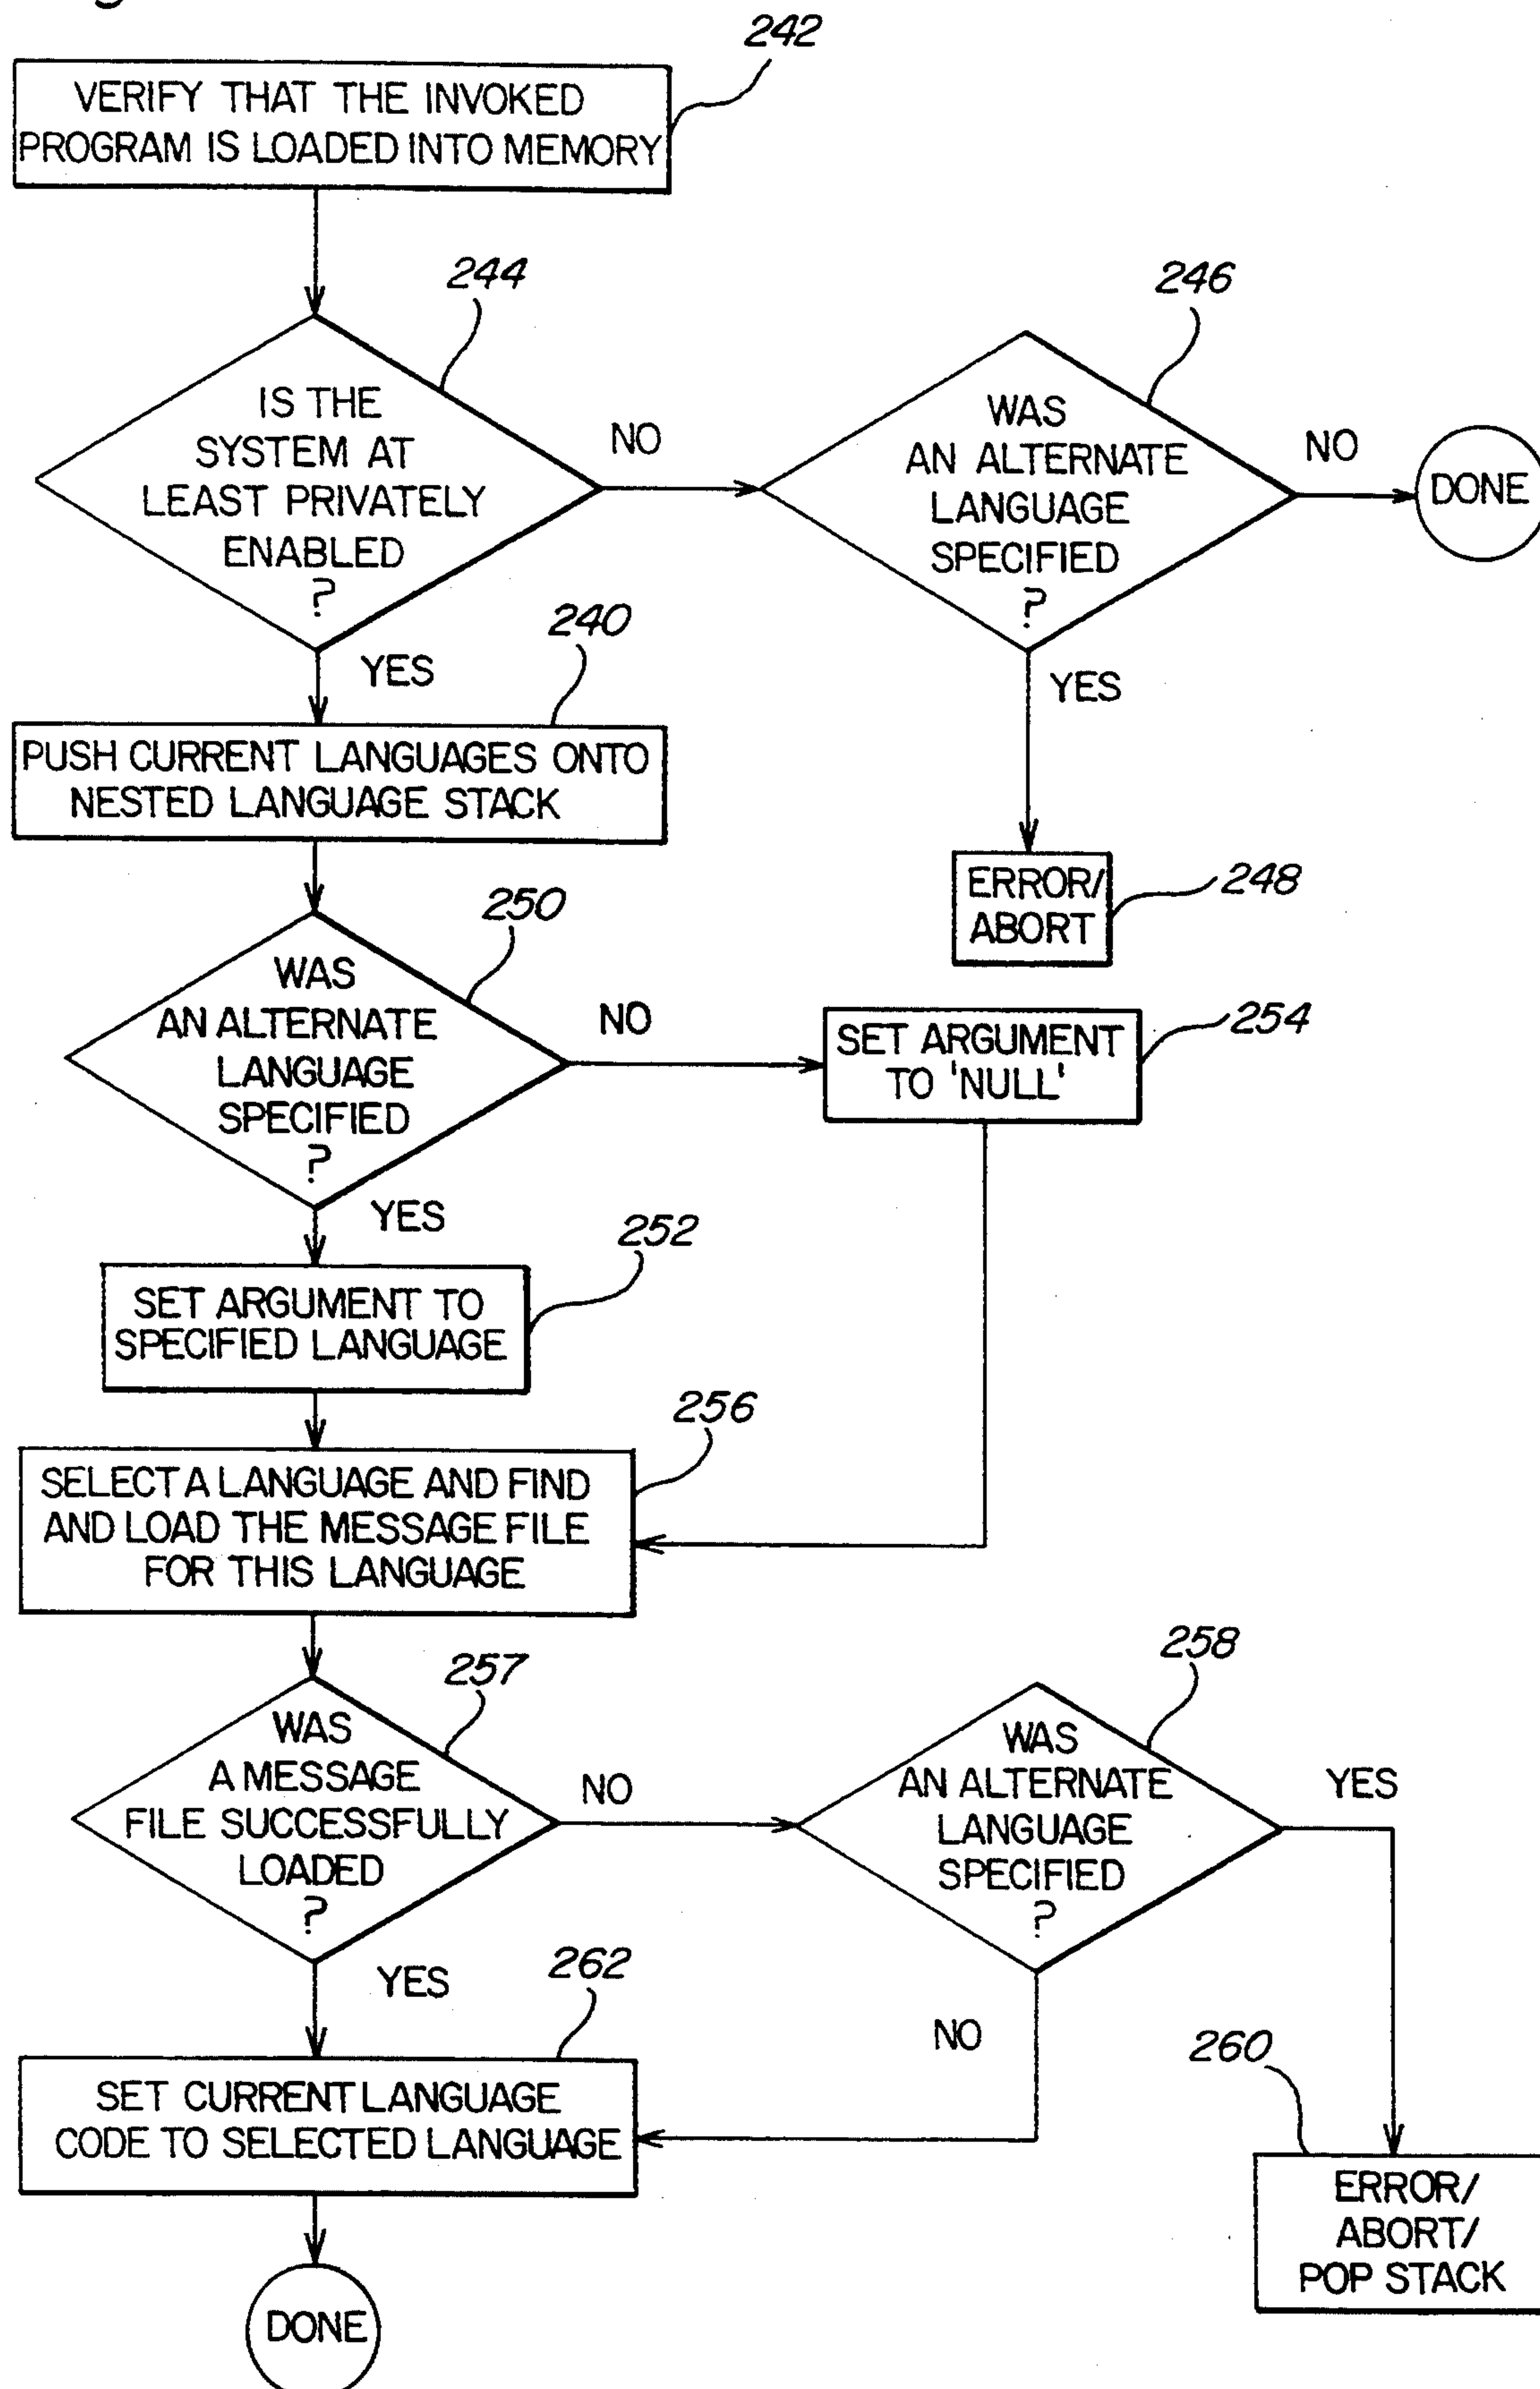 242
VERIFY THAT THE INVOKED
PROGRAM IS LOADED INTO MEMORY
244
IS THE
SYSTEM AT
LEAST PRIVATELY
ENABLED
?
NO
246
WAS
AN ALTERNATE
LANGUAGE
SPECIFIED
?
NO
DONE
YES
YES
240
PUSH CURRENT LANGUAGES ONTO
NESTED LANGUAGE STACK
ERROR/
ABORT
248
250
WAS
AN ALTERNATE
LANGUAGE
SPECIFIED
?
NO
SET ARGUMENT
TO 'NULL'
254
YES
252
SET ARGUMENT TO
SPECIFIED LANGUAGE
256
SELECT A LANGUAGE AND FIND
AND LOAD THE MESSAGE FILE
FOR THIS LANGUAGE
257
WAS
A MESSAGE
FILE SUCCESSFULLY
LOADED
?
NO
258
WAS
AN ALTERNATE
LANGUAGE
SPECIFIED
?
YES
YES
NO
262
SET CURRENT LANGUAGE
CODE TO SELECTED LANGUAGE
260
ERROR/
ABORT/
POP STACK
DONE